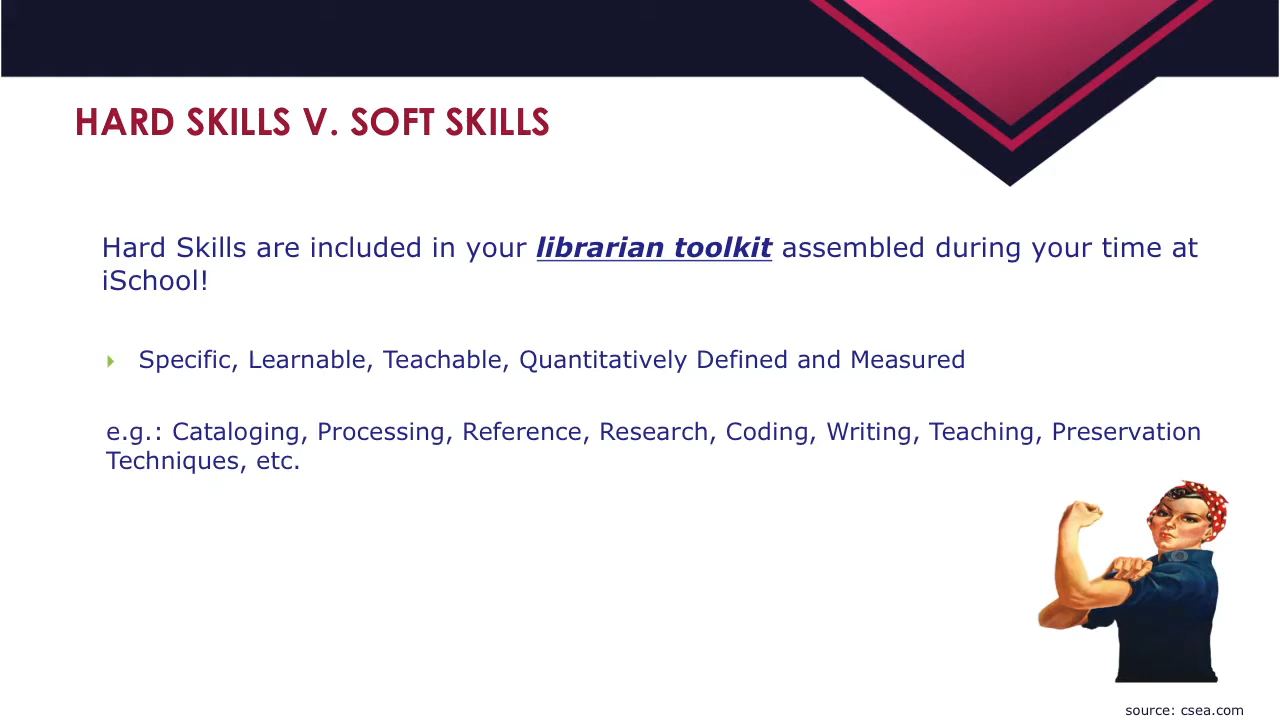 HARD SKILLS V. SOFT SKILLS
Hard Skills are included in your librarian toolkit assembled during your time at
iSchool!
Specific, Learnable, Teachable, Quantitatively Defined and Measured
e.g.: Cataloging, Processing, Reference, Research, Coding, Writing, Teaching, Preservation
Techniques, etc.
source: csea.com